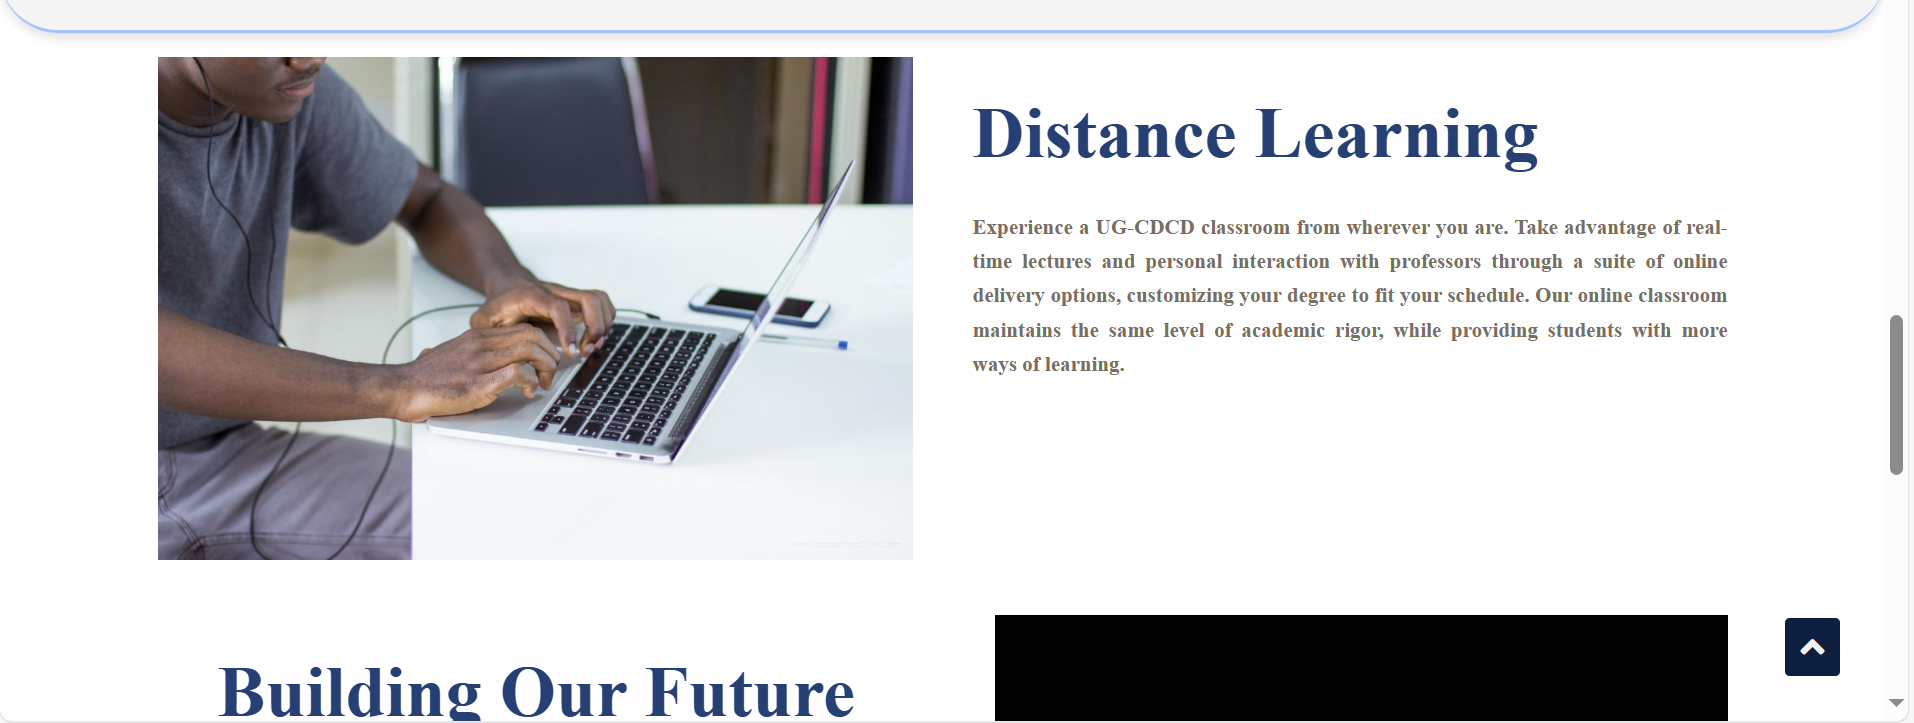 Distance Learning
Experience a UG-CDCD classroom from wherever you are. Take advantage of real-
time lectures and personal interaction with professors through a suite of online
delivery options, customizing your degree to fit your schedule. Our online classroom
maintains the same level of academic rigor, while providing students with more
ways of learning.
Building Our Future